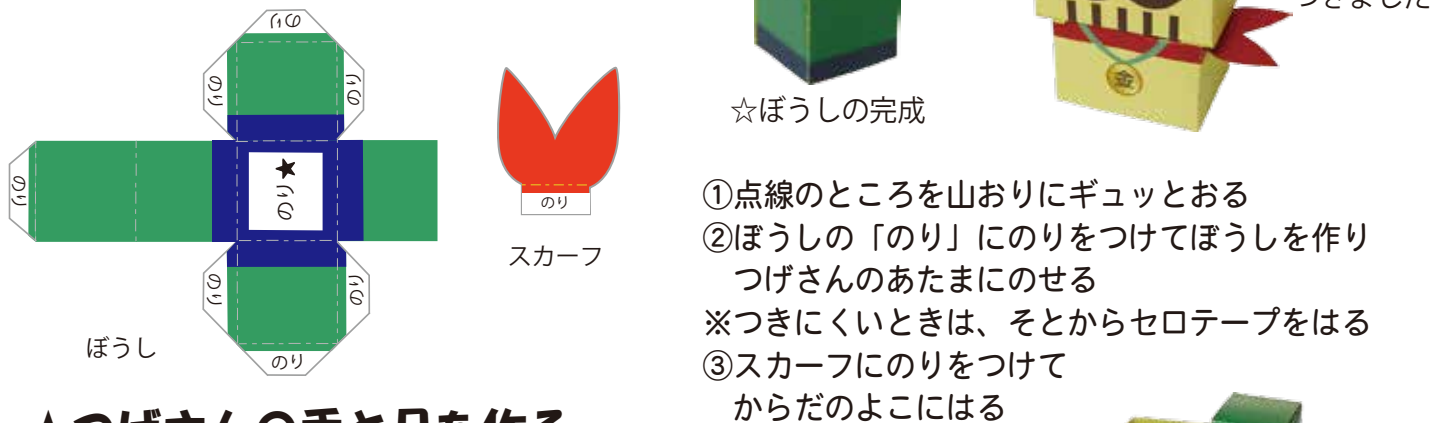 のり
のり
のり
のり
★
のり
のり
のり
のり
のり
ぼうし
のり
スカーフ
金
☆ぼうしの完成
①点線のところを山おりにギュッとおる
②ぼうしの「のり」にのりをつけてぼうしを作り
つげさんのあたまにのせる
※つきにくいときは、そとからセロテープをはる
③スカーフにのりをつけて
からだのよこにはる